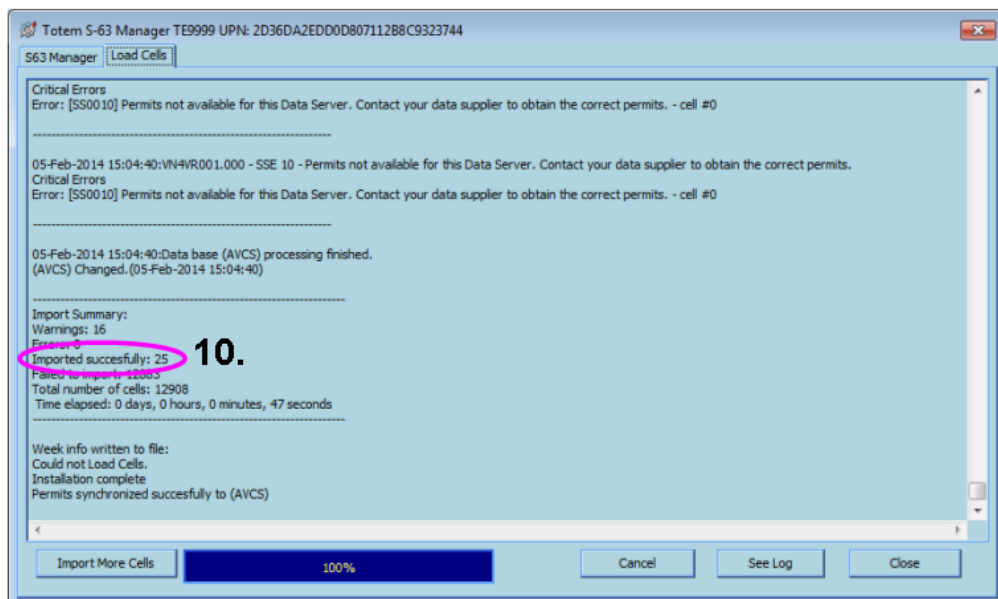 Totem S-63 Manager TE9999 UPN: 2D36DA2EDD0D807112B8C9323744
S63 Manager Load Cells
Critical Errors
Error: [SS0010] Permits not available for this Data Server. Contact your data supplier to obtain the correct permits. - cell #0
----------------------------------------------------------------
05-Feb-2014 15:04:40:VN4VR001.000 - SSE 10 - Permits not available for this Data Server. Contact your data supplier to obtain the correct permits.
Critical Errors
Error: [SS0010] Permits not available for this Data Server. Contact your data supplier to obtain the correct permits. - cell #0
----------------------------------------------------------------
05-Feb-2014 15:04:40:Data base (AVCS) processing finished.
(AVCS) Changed.(05-Feb-2014 15:04:40)
-------------------------------------------------------------------
Import Summary:
Warnings: 16
Errors: 0
Imported succesfully: 25 10.
Failed to import: 12883
Total number of cells: 12908
Time elapsed: 0 days, 0 hours, 0 minutes, 47 seconds
-------------------------------------------------------------------
Week info written to file:
Could not Load Cells.
Installation complete
Permits synchronized succesfully to (AVCS)
Import More Cells 100% Cancel See Log Close